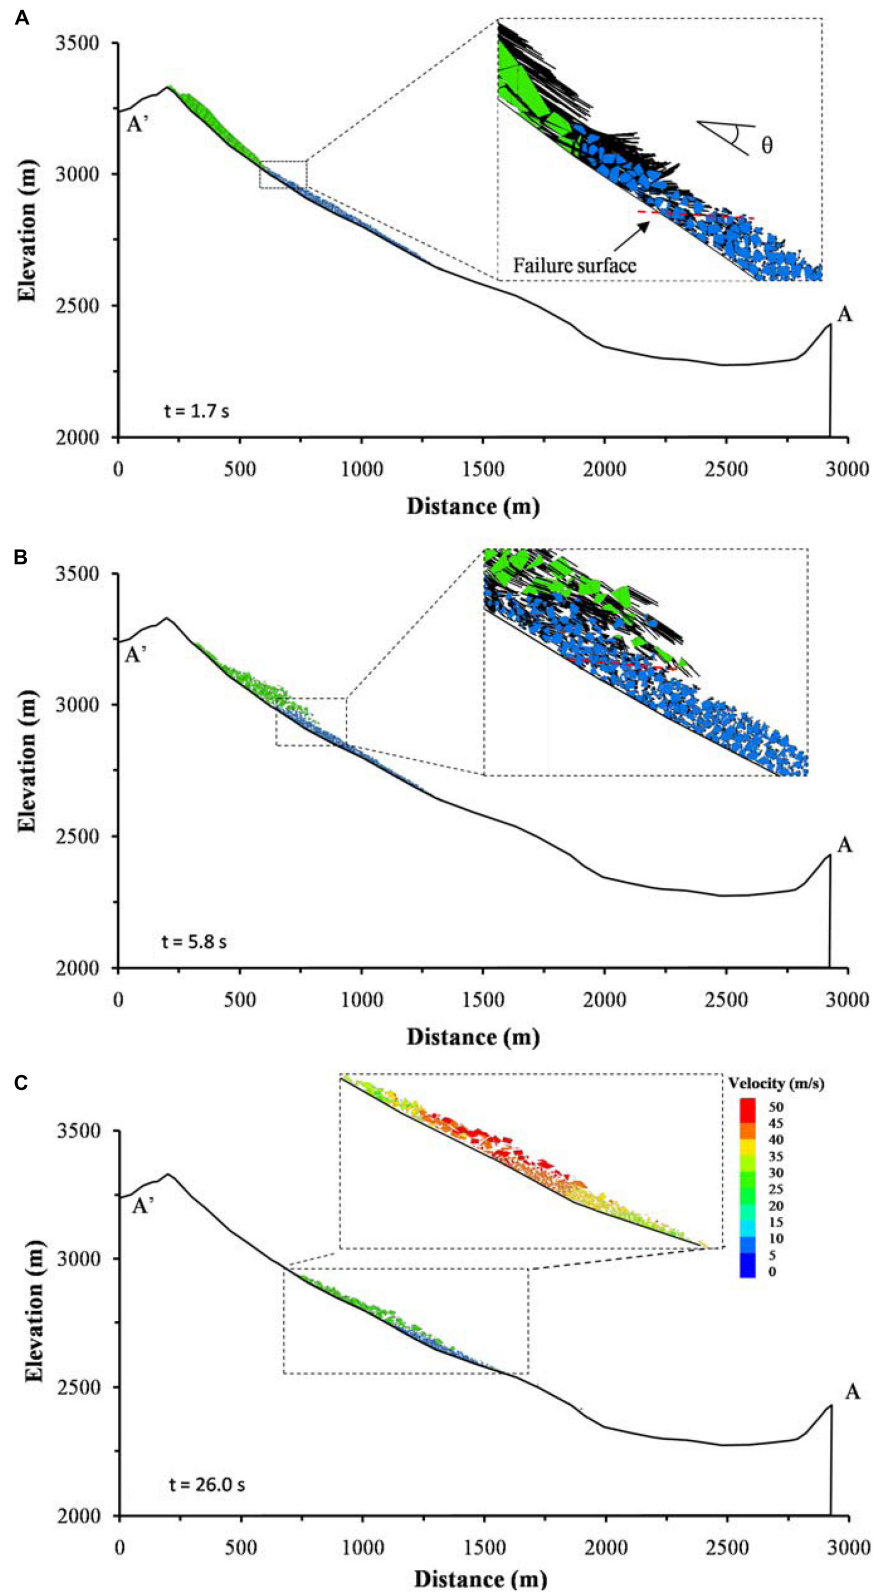 A
3500
3000
2500
2000
Elevation (m)
A’
A
θ
Failure surface
t = 1.7 s
0 500 1000 1500 2000 2500 3000
Distance (m)
B
3500
3000
2500
2000
Elevation (m)
A’
A
t = 5.8 s
0 500 1000 1500 2000 2500 3000
Distance (m)
C
3500
3000
2500
2000
Elevation (m)
A’
A
Velocity (m/s)
50
45
40
35
30
25
20
15
10
5
0
t = 26.0 s
0 500 1000 1500 2000 2500 3000
Distance (m)